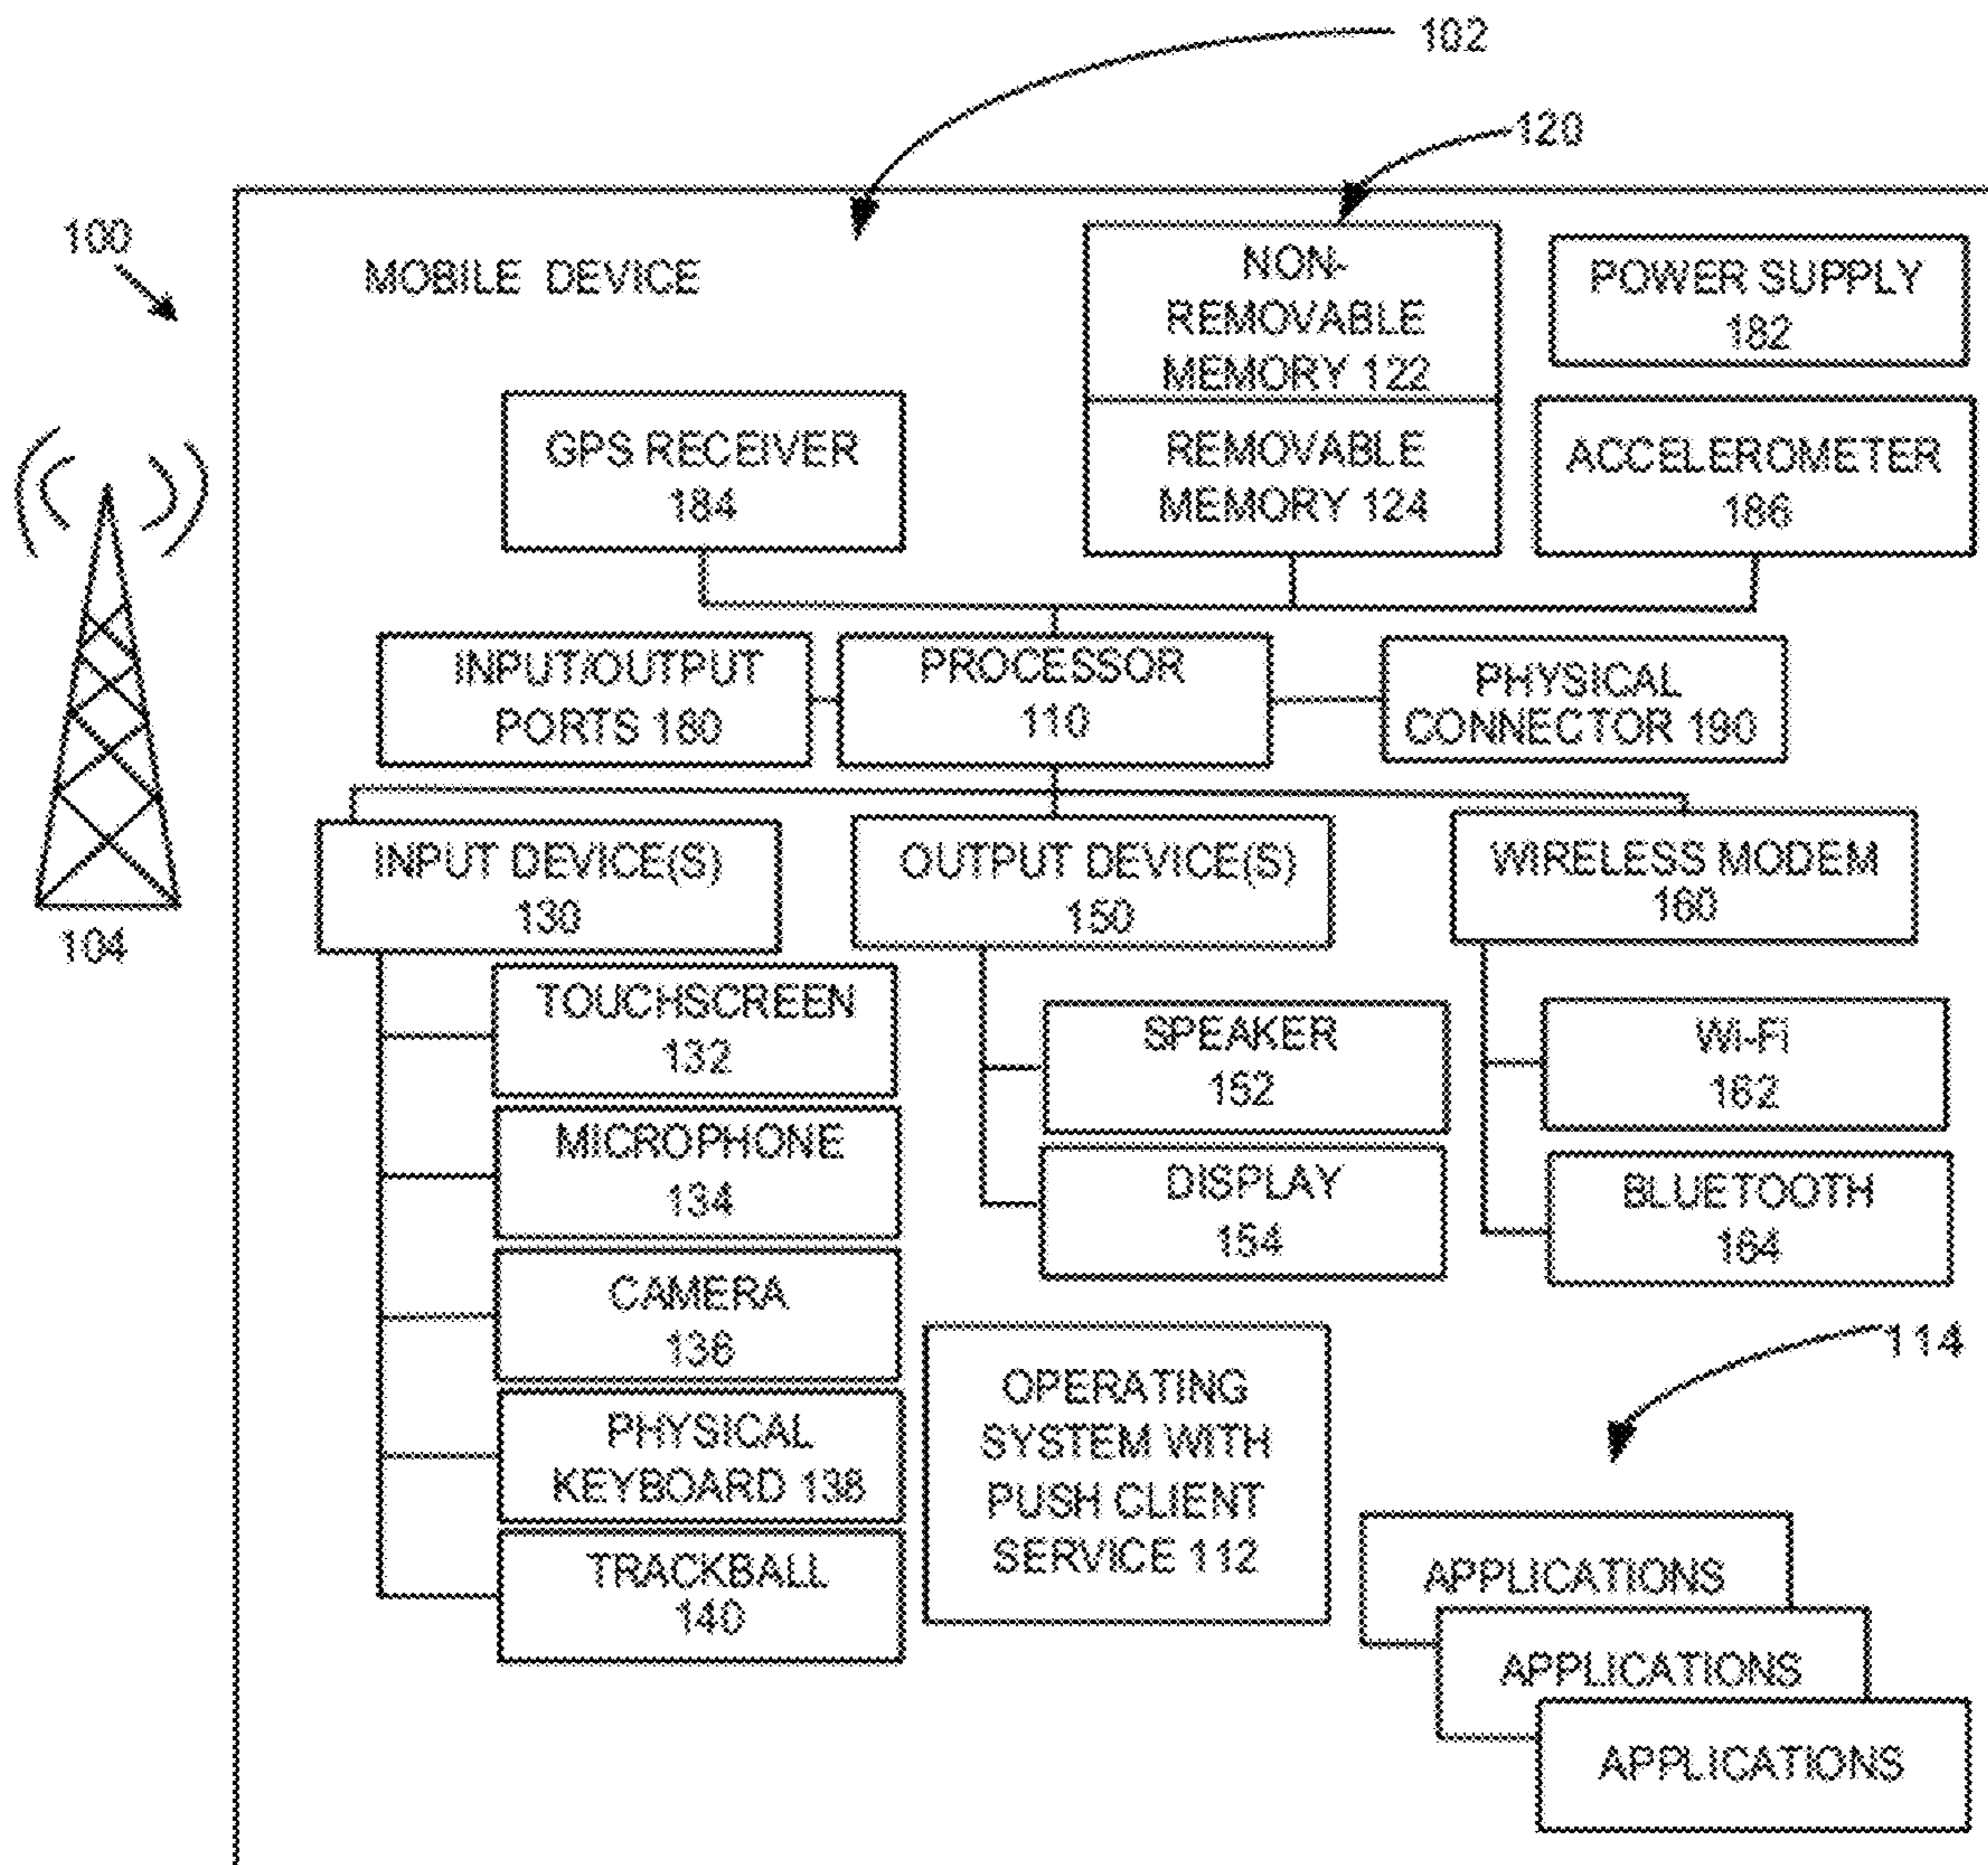 102
120
100
MOBILE DEVICE
NON-
REMOVABLE
MEMORY 122
POWER SUPPLY
182
GPS RECEIVER
184
REMOVABLE
MEMORY 124
ACCELEROMETER
186
INPUT/OUTPUT
PORTS 180
PROCESSOR
110
PHYSICAL
CONNECTOR 190
INPUT DEVICE(S)
130
OUTPUT DEVICE(S)
150
WIRELESS MODEM
160
104
TOUCHSCREEN
132
SPEAKER
152
WI-Fi
162
MICROPHONE
134
DISPLAY
154
BLUETOOTH
164
CAMERA
136
114
OPERATING
SYSTEM WITH
PUSH CLIENT
SERVICE 112
PHYSICAL
KEYBOARD 138
TRACKBALL
140
APPLICATIONS
APPLICATIONS
APPLICATIONS